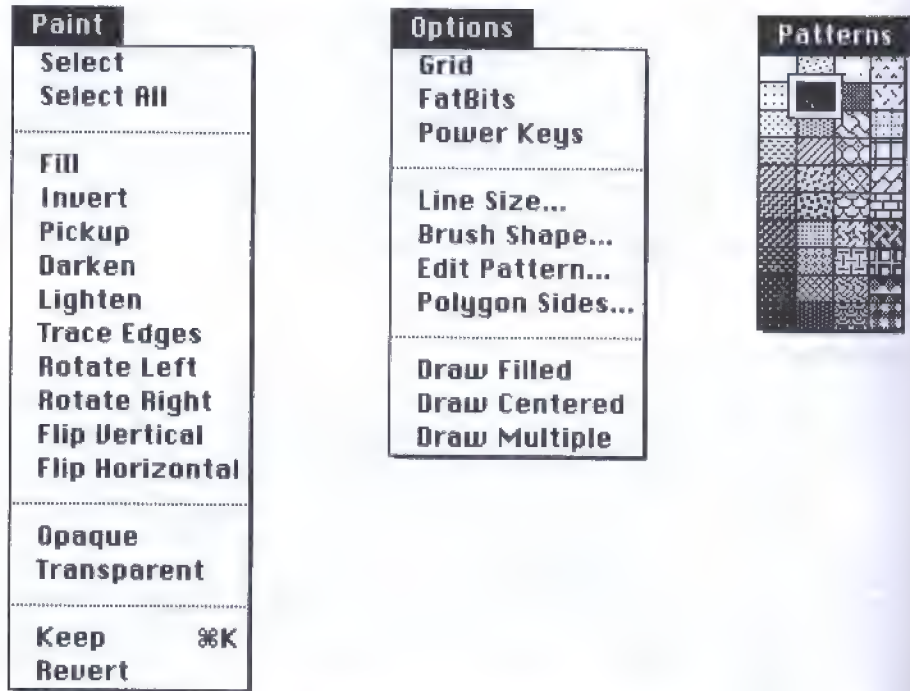 Paint
Select
Select All
Fill
Invert
Pickup
Darken
Lighten
Trace Edges
Rotate Left
Rotate Right
Flip Vertical
Flip Horizontal
Opaque
Transparent
Keep ⌘K
Revert
Options
Grid
FatBits
Power Keys
Line Size...
Brush Shape...
Edit Pattern...
Polygon Sides...
Draw Filled
Draw Centered
Draw Multiple
Patterns